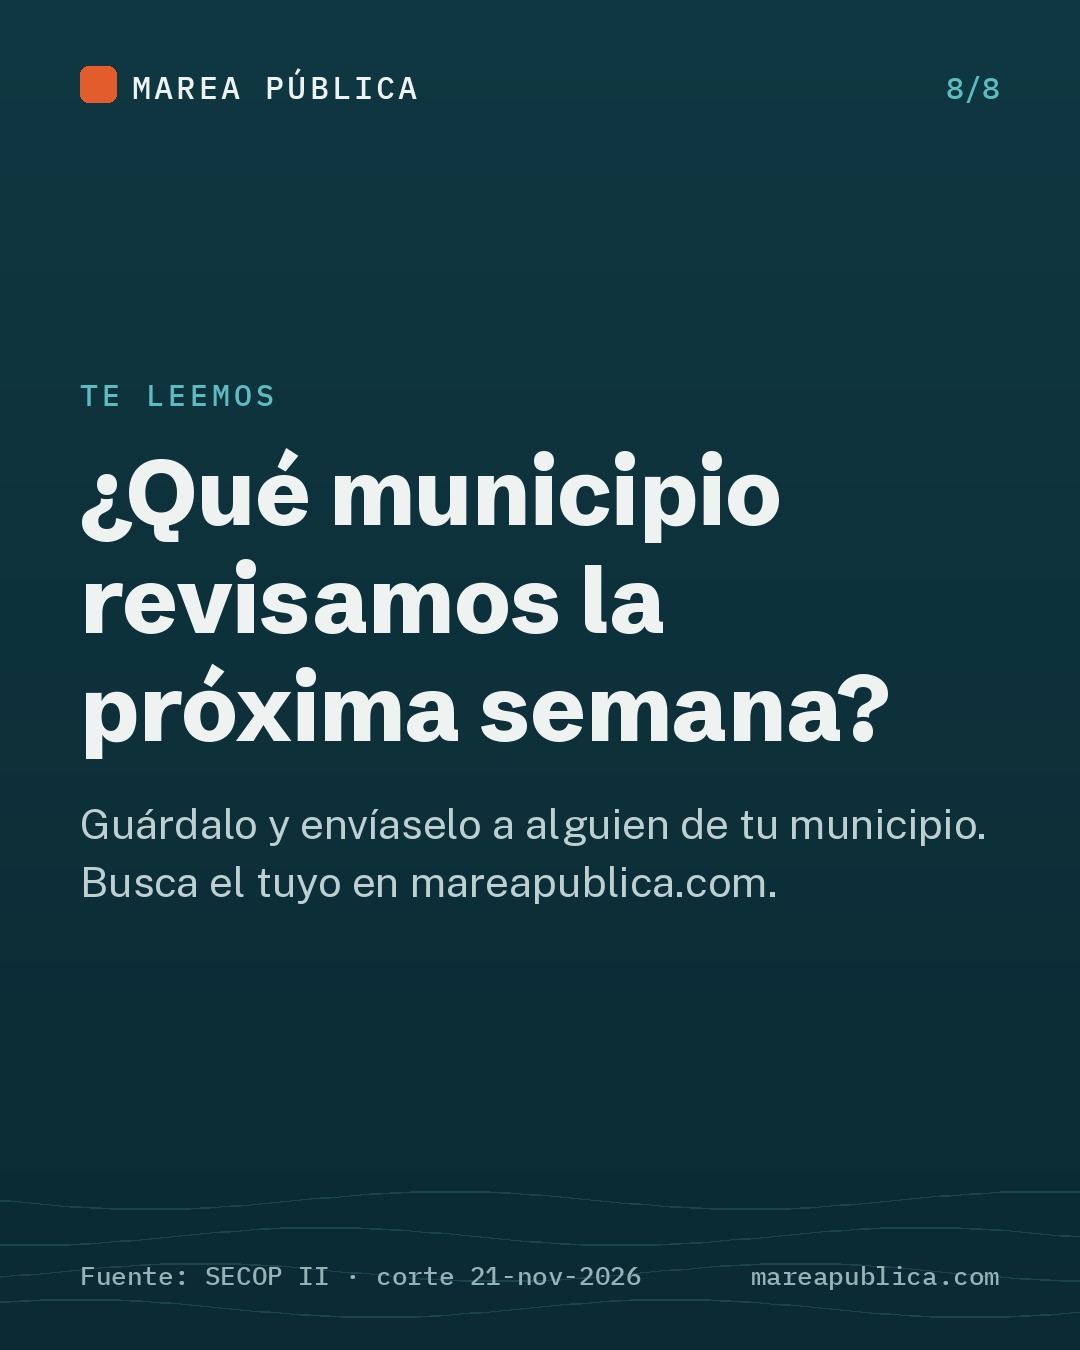 MAREA PÚBLICA
8/8
TE LEEMOS
¿Qué municipio
revisamos la
próxima semana?
Guárdalo y envíaselo a alguien de tu municipio.
Busca el tuyo en mareapublica.com.
Fuente: SECOP II · corte 21-nov-2026
mareapublica.com